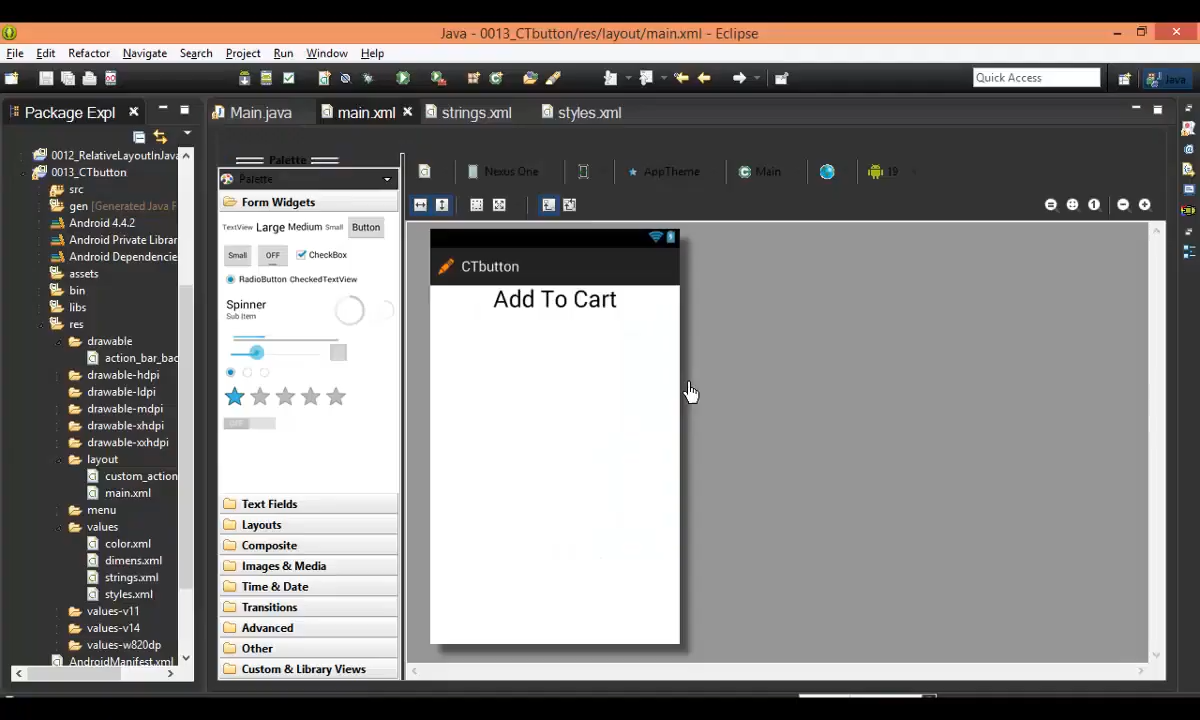 Java - 0013_CTbutton/res/layout/main.xml - Eclipse
File Edit Refactor Navigate Search Project Run Window Help
Quick Access
Java
Package Expl
Main.java
main.xml
strings.xml
styles.xml
0012_RelativeLayoutInJava
0013_CTbutton
src
gen [Generated Java F
Android 4.4.2
Android Private Librar
Android Dependencie
assets
bin
libs
res
drawable
action_bar_bac
drawable-hdpi
drawable-ldpi
drawable-mdpi
drawable-xhdpi
drawable-xxhdpi
layout
custom_action
main.xml
menu
values
color.xml
dimens.xml
strings.xml
styles.xml
values-v11
values-v14
values-w820dp
AndroidManifest.xml
Palette
Palette
Form Widgets
TextView Large Medium Small Button
Small OFF CheckBox
RadioButton CheckedTextView
Spinner
Sub Item
Text Fields
Layouts
Composite
Images & Media
Time & Date
Transitions
Advanced
Other
Custom & Library Views
Nexus One
AppTheme
Main
19
CTbutton
Add To Cart